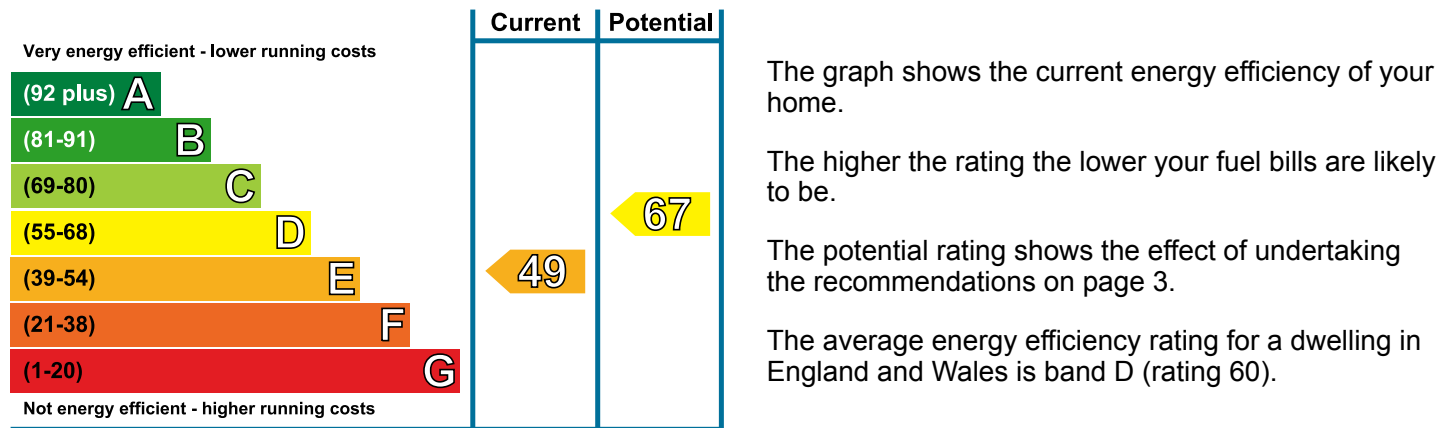 Current Potential
Very energy efficient - lower running costs
(92 plus) A
(81-91) B
(69-80) C
(55-68) D
(39-54) E
(21-38) F
(1-20) G
67
49
Not energy efficient - higher running costs
The graph shows the current energy efficiency of your
home.
The higher the rating the lower your fuel bills are likely
to be.
The potential rating shows the effect of undertaking
the recommendations on page 3.
The average energy efficiency rating for a dwelling in
England and Wales is band D (rating 60).